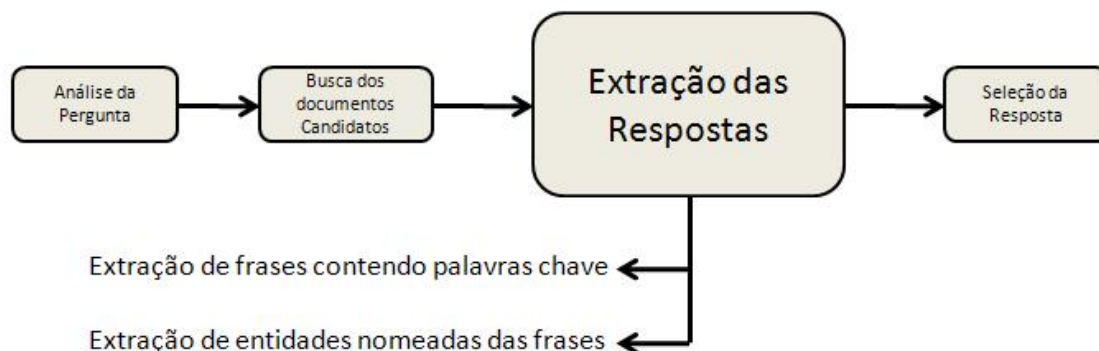 Análise da
Pergunta
Busca dos
documentos
Candidatos
Extração das
Respostas
Seleção da
Resposta
Extração de frases contendo palavras chave
Extração de entidades nomeadas das frases